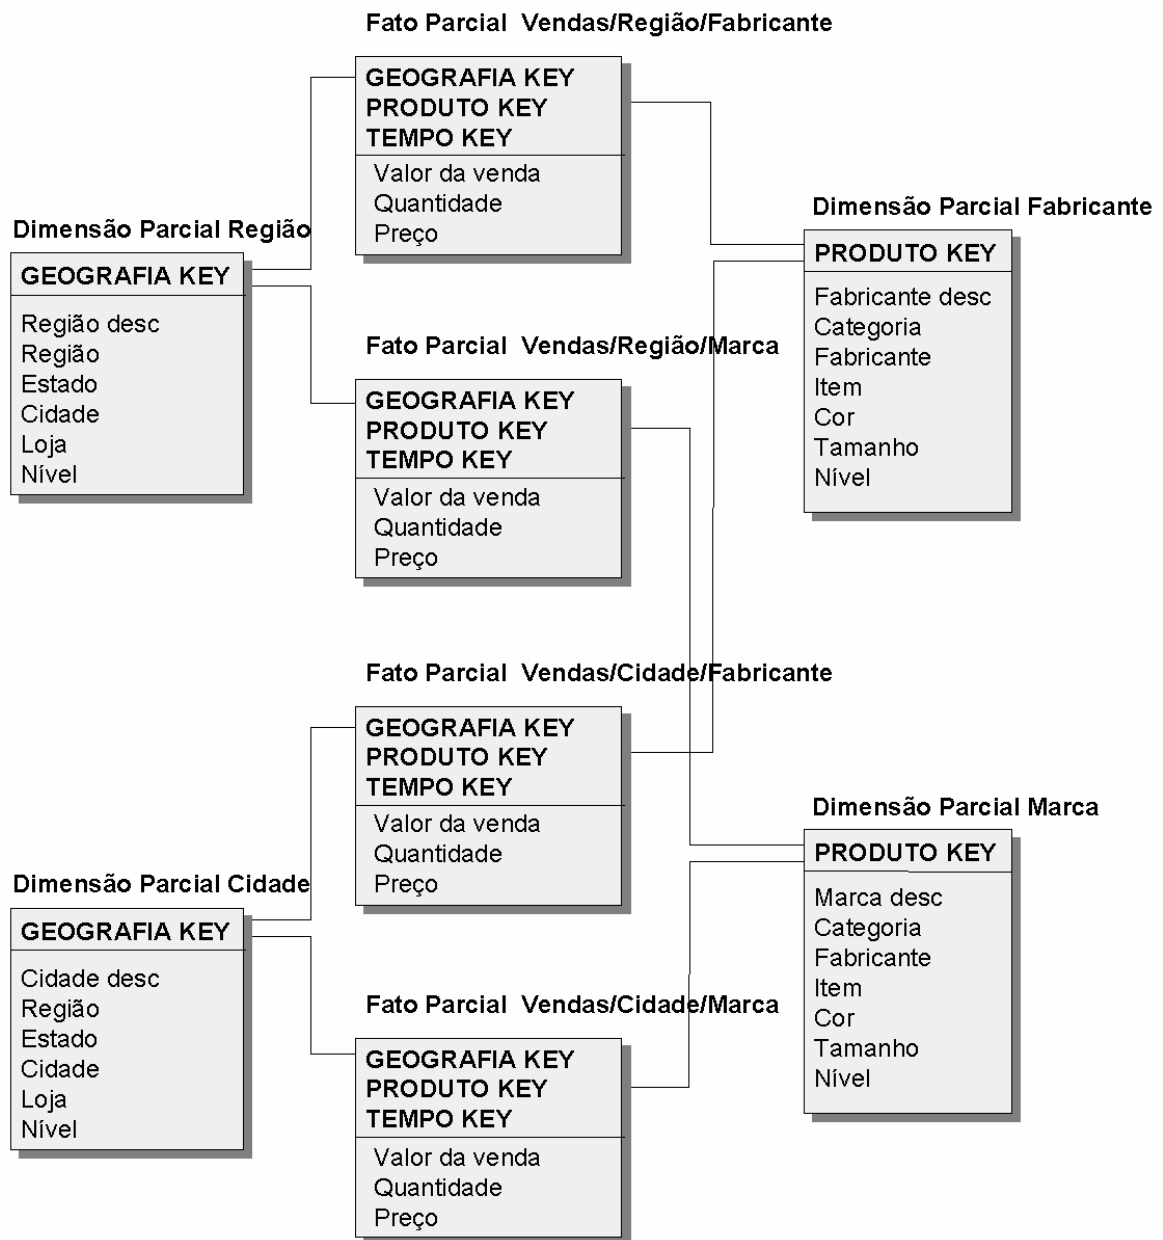 Fato Parcial  Vendas/Região/Fabricante
GEOGRAFIA KEY
PRODUTO KEY
TEMPO KEY
Valor da venda
Quantidade
Preço
Dimensão Parcial Região
GEOGRAFIA KEY
Região desc
Região
Estado
Cidade
Loja
Nível
Dimensão Parcial Fabricante
PRODUTO KEY
Fabricante desc
Categoria
Fabricante
Item
Cor
Tamanho
Nível
Fato Parcial  Vendas/Região/Marca
GEOGRAFIA KEY
PRODUTO KEY
TEMPO KEY
Valor da venda
Quantidade
Preço
Fato Parcial  Vendas/Cidade/Fabricante
GEOGRAFIA KEY
PRODUTO KEY
TEMPO KEY
Valor da venda
Quantidade
Preço
Dimensão Parcial Cidade
GEOGRAFIA KEY
Cidade desc
Região
Estado
Cidade
Loja
Nível
Dimensão Parcial Marca
PRODUTO KEY
Marca desc
Categoria
Fabricante
Item
Cor
Tamanho
Nível
Fato Parcial  Vendas/Cidade/Marca
GEOGRAFIA KEY
PRODUTO KEY
TEMPO KEY
Valor da venda
Quantidade
Preço